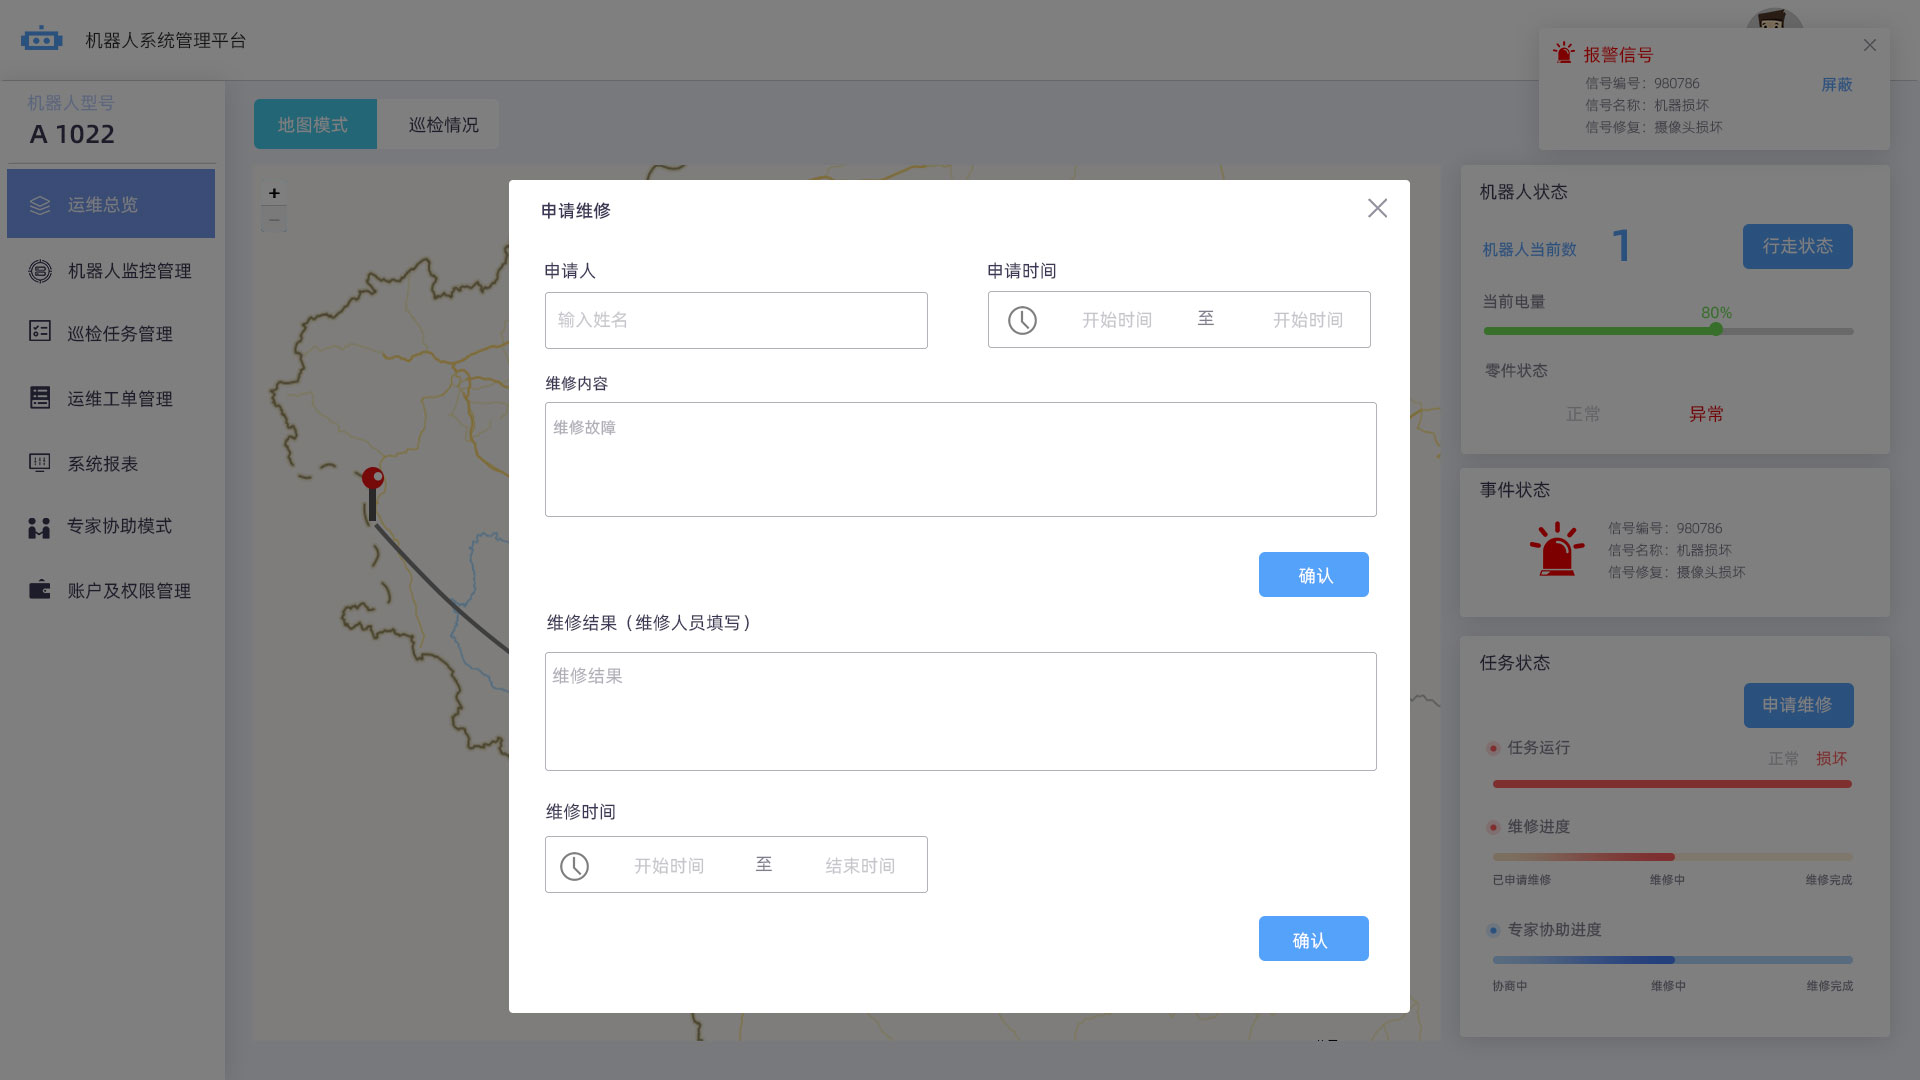 机器人系统管理平台
报警信号
信号编号：980786
屏蔽
信号名称：机器损坏
信号修复：摄像头损坏
机器人型号
A 1022
运维总览
机器人监控管理
巡检任务管理
运维工单管理
系统报表
专家协助模式
账户及权限管理
地图模式
巡检情况
+
−
申请维修
申请人
输入姓名
申请时间
开始时间 至 开始时间
维修内容
维修故障
确认
维修结果（维修人员填写）
维修结果
维修时间
开始时间 至 结束时间
确认
机器人状态
机器人当前数 1
行走状态
当前电量
80%
零件状态
正常 异常
事件状态
信号编号：980786
信号名称：机器损坏
信号修复：摄像头损坏
任务状态
申请维修
任务运行
正常 损坏
维修进度
已申请维修 维修中 维修完成
专家协助进度
协商中 维修中 维修完成